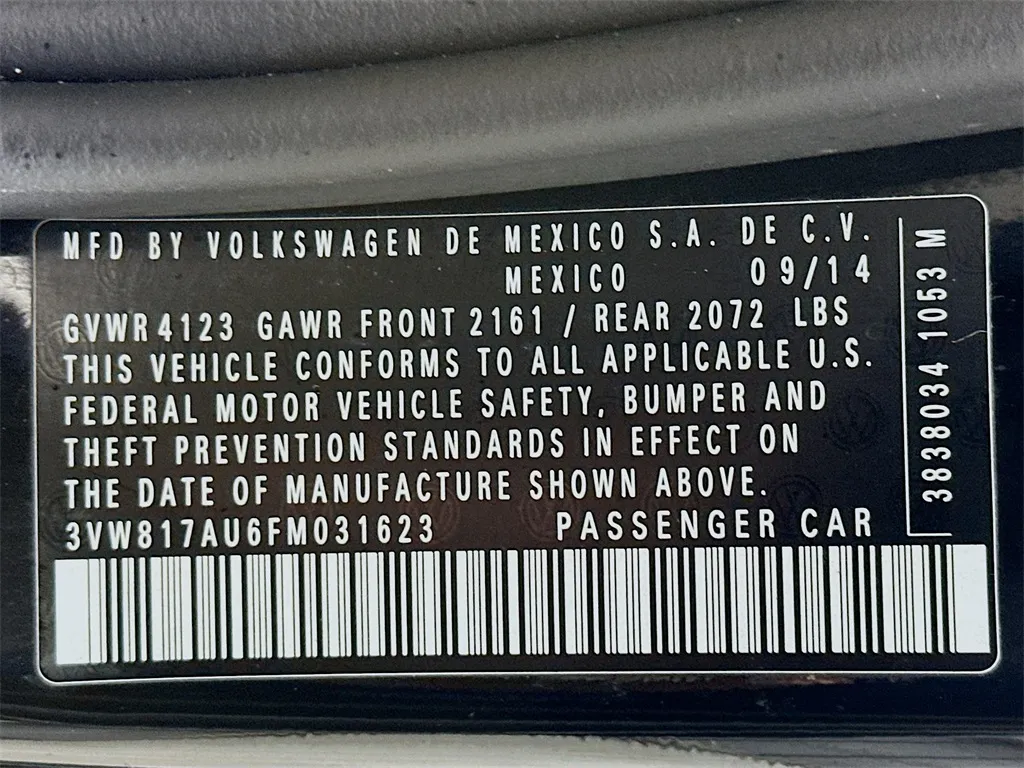 MFD BY VOLKSWAGEN DE MEXICO S.A. DE C.V.
MEXICO 09/14
GVWR 4123 GAWR FRONT 2161 / REAR 2072 LBS
THIS VEHICLE CONFORMS TO ALL APPLICABLE U.S.
FEDERAL MOTOR VEHICLE SAFETY, BUMPER AND
THEFT PREVENTION STANDARDS IN EFFECT ON
THE DATE OF MANUFACTURE SHOWN ABOVE.
3VW817AU6FM031623 PASSENGER CAR
3838034 1053 M